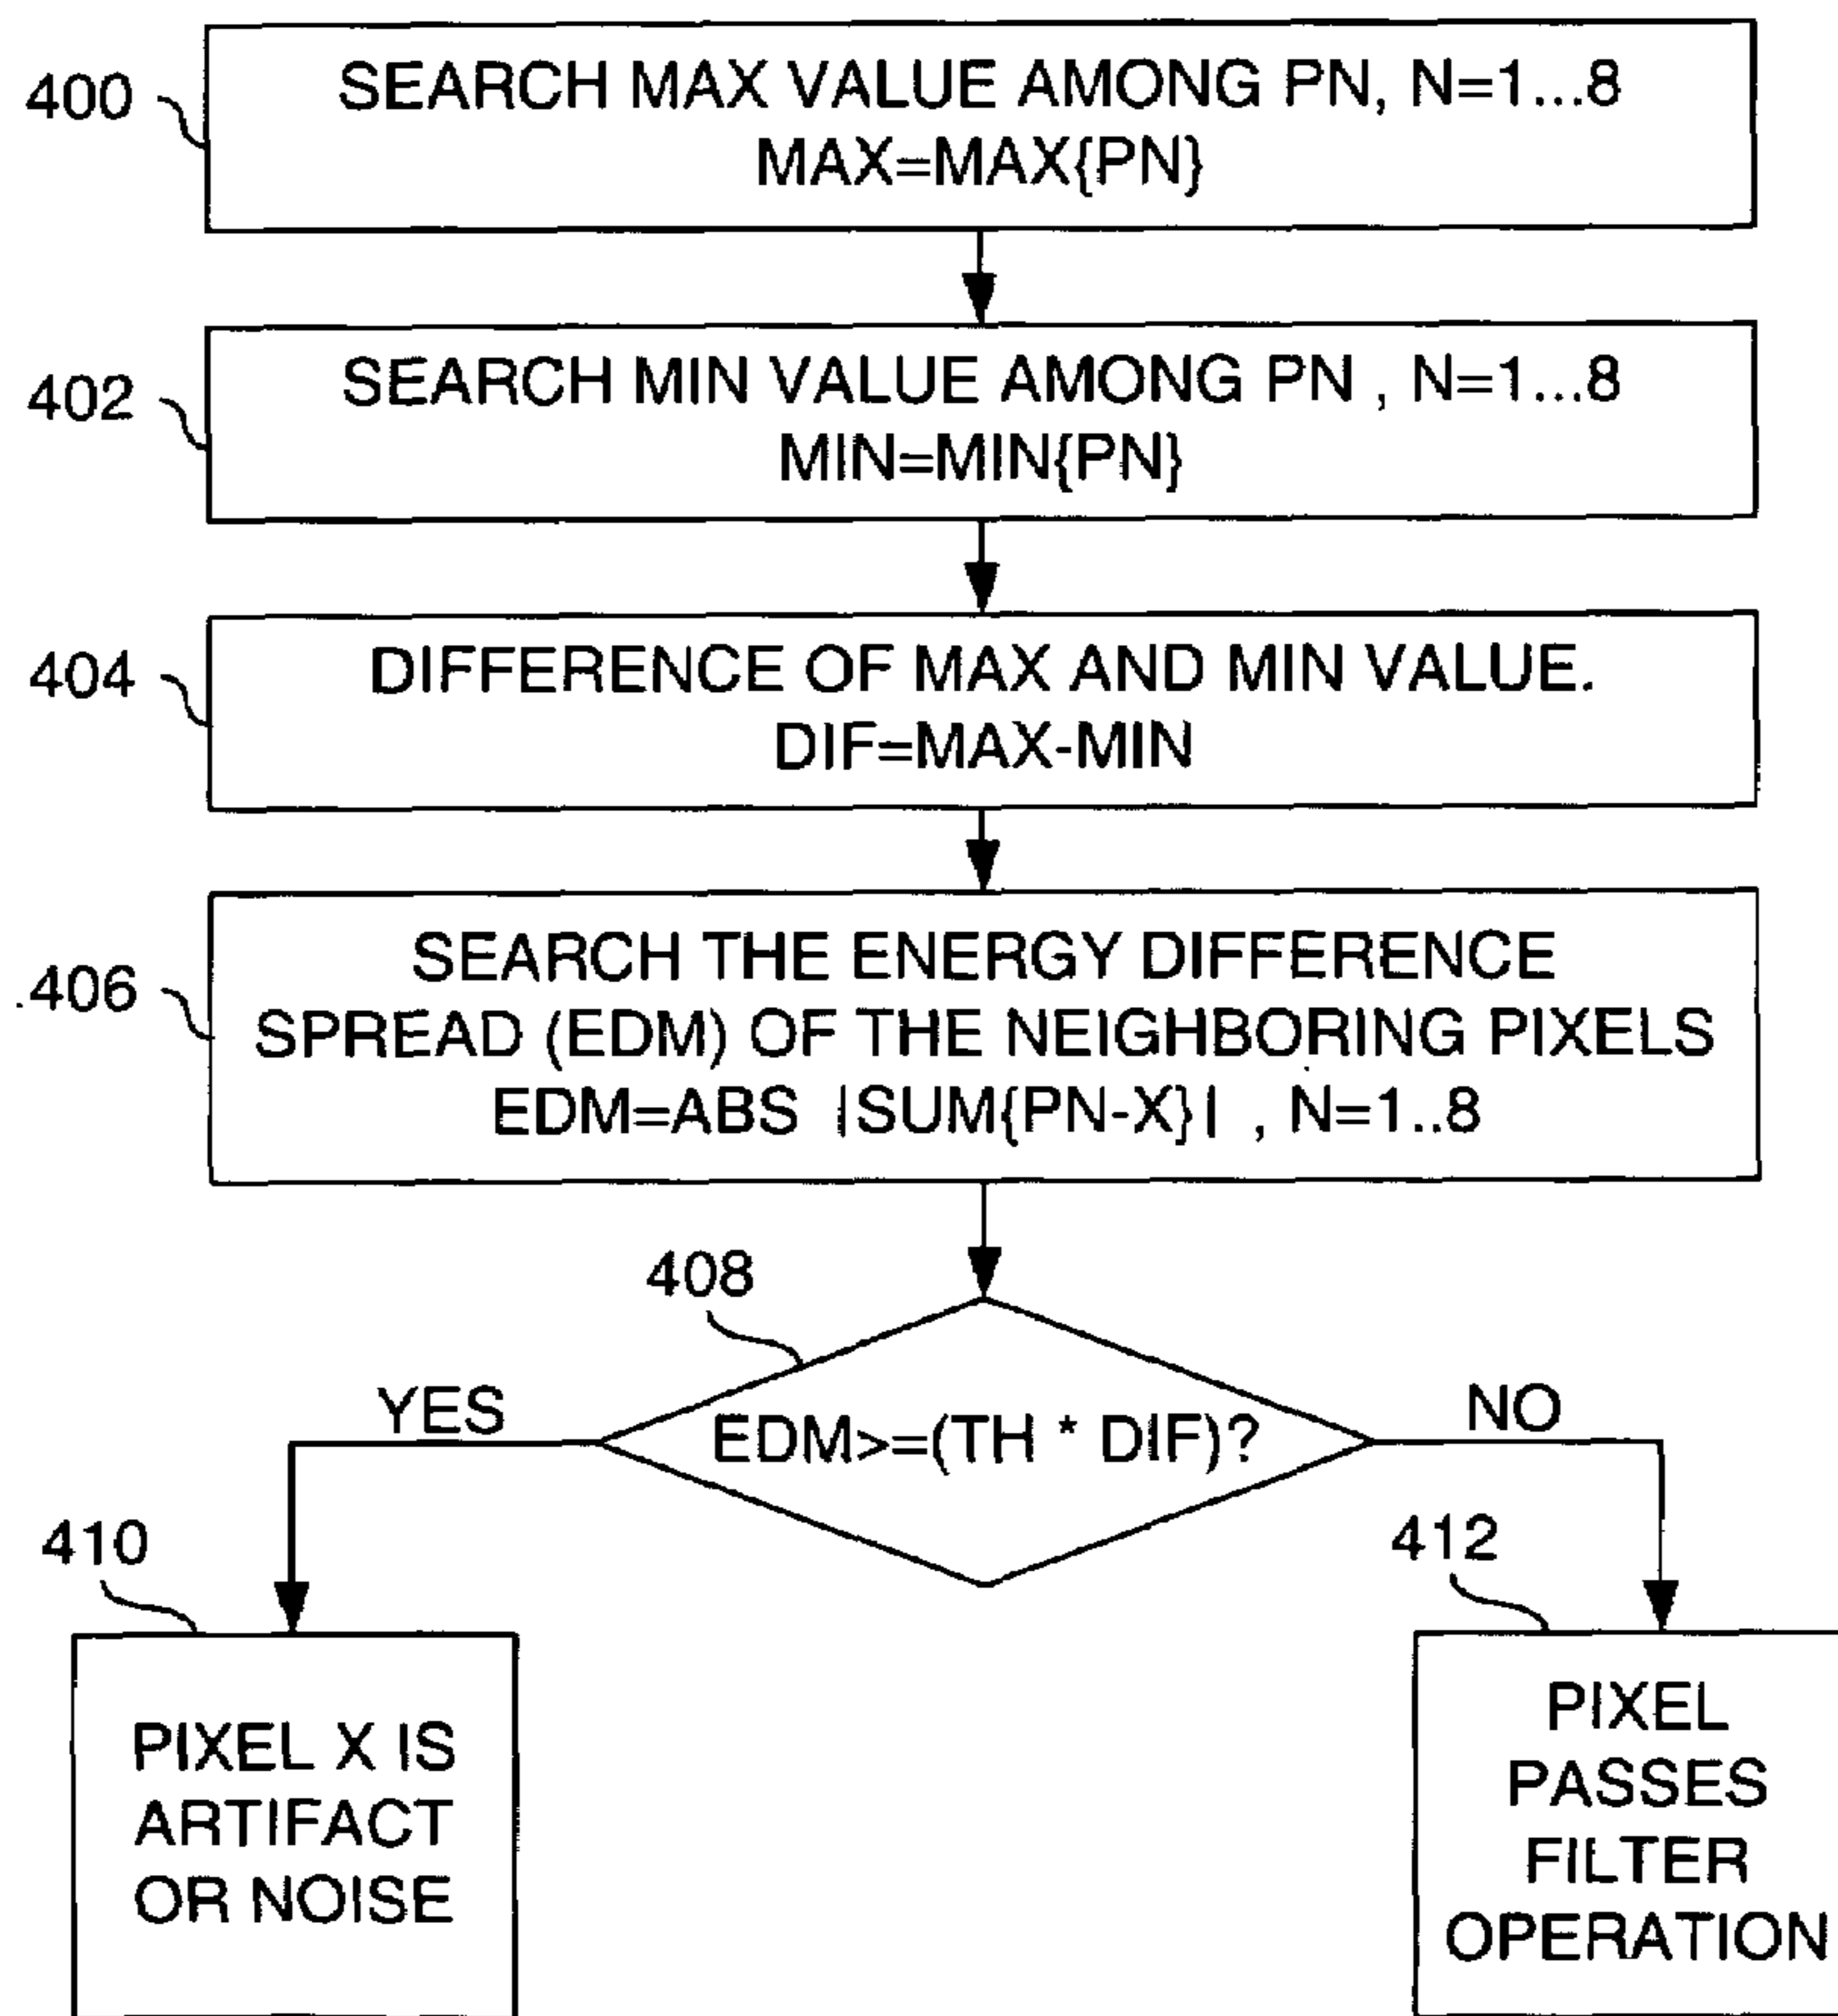 400
SEARCH MAX VALUE AMONG PN, N=1...8
MAX=MAX{PN}
402
SEARCH MIN VALUE AMONG PN , N=1...8
MIN=MIN{PN}
404
DIFFERENCE OF MAX AND MIN VALUE.
DIF=MAX-MIN
406
SEARCH THE ENERGY DIFFERENCE
SPREAD (EDM) OF THE NEIGHBORING PIXELS
EDM=ABS |SUM{PN-X}| , N=1..8
408
EDM>=(TH * DIF)?
YES
NO
410
PIXEL X IS
ARTIFACT
OR NOISE
412
PIXEL
PASSES
FILTER
OPERATION